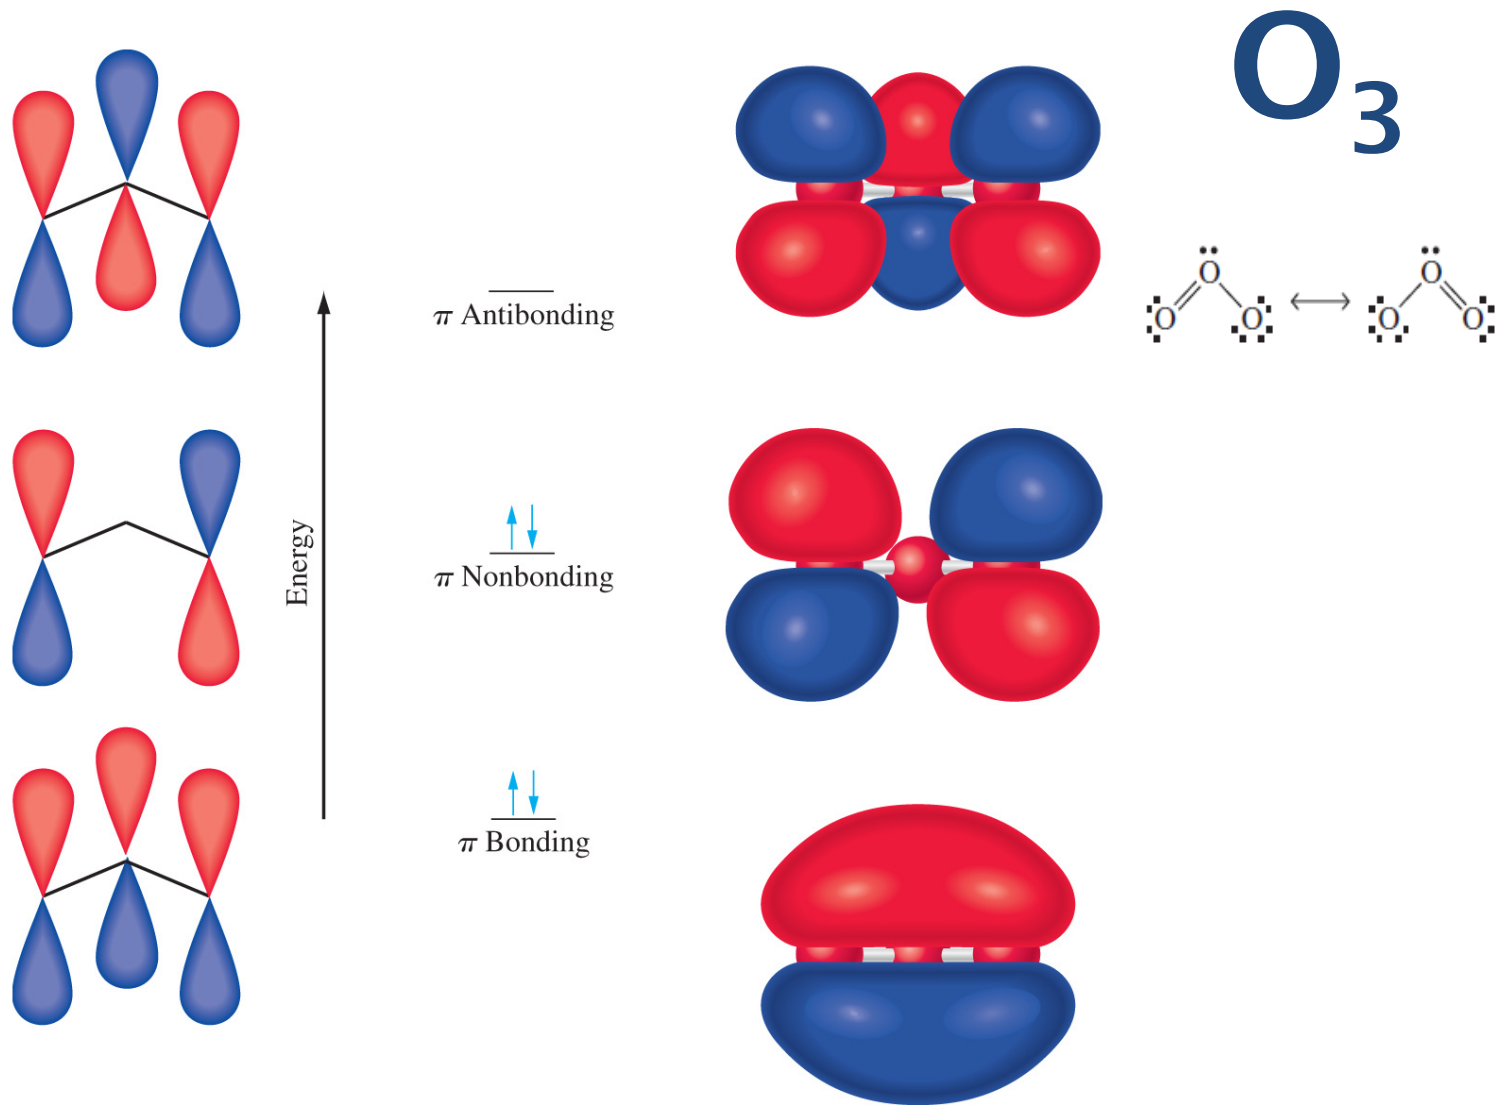 O₃
π Antibonding
O
O O ⟷ O O
O
Energy
π Nonbonding
π Bonding